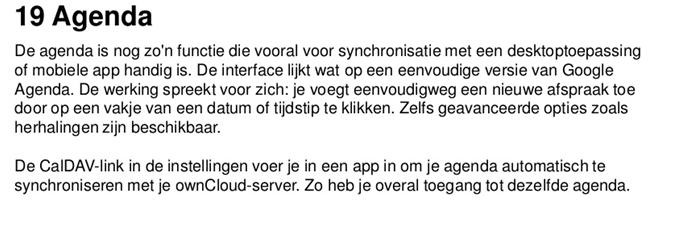 19 Agenda
De agenda is nog zo'n functie die vooral voor synchronisatie met een desktoptoepassing
of mobiele app handig is. De interface lijkt wat op een eenvoudige versie van Google
Agenda. De werking spreekt voor zich: je voegt eenvoudigweg een nieuwe afspraak toe
door op een vakje van een datum of tijdstip te klikken. Zelfs geavanceerde opties zoals
herhalingen zijn beschikbaar.
De CalDAV-link in de instellingen voer je in een app in om je agenda automatisch te
synchroniseren met je ownCloud-server. Zo heb je overal toegang tot dezelfde agenda.